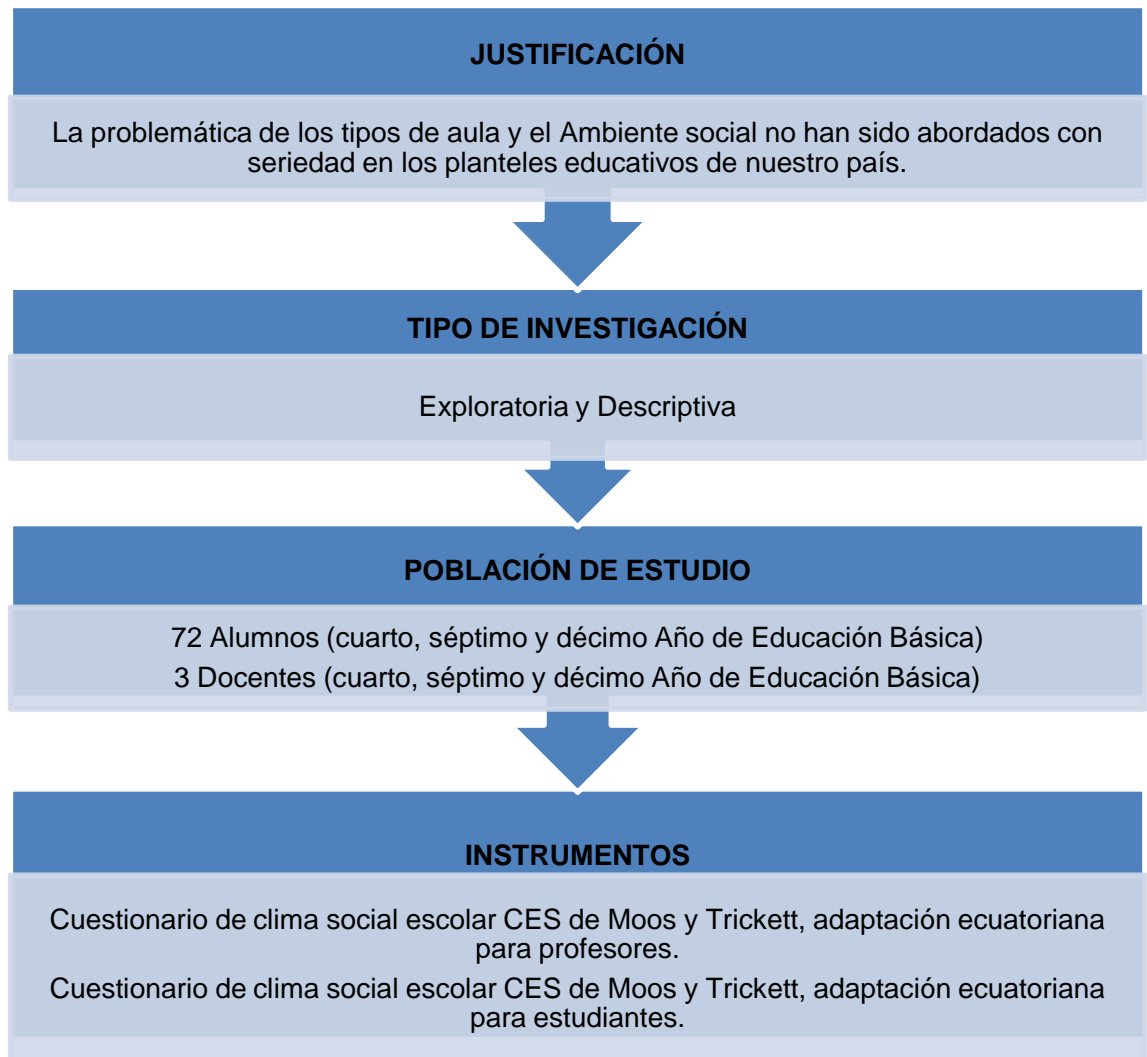 JUSTIFICACIÓN
La problemática de los tipos de aula y el Ambiente social no han sido abordados con
seriedad en los planteles educativos de nuestro país.
TIPO DE INVESTIGACIÓN
Exploratoria y Descriptiva
POBLACIÓN DE ESTUDIO
72 Alumnos (cuarto, séptimo y décimo Año de Educación Básica)
3 Docentes (cuarto, séptimo y décimo Año de Educación Básica)
INSTRUMENTOS
Cuestionario de clima social escolar CES de Moos y Trickett, adaptación ecuatoriana
para profesores.
Cuestionario de clima social escolar CES de Moos y Trickett, adaptación ecuatoriana
para estudiantes.